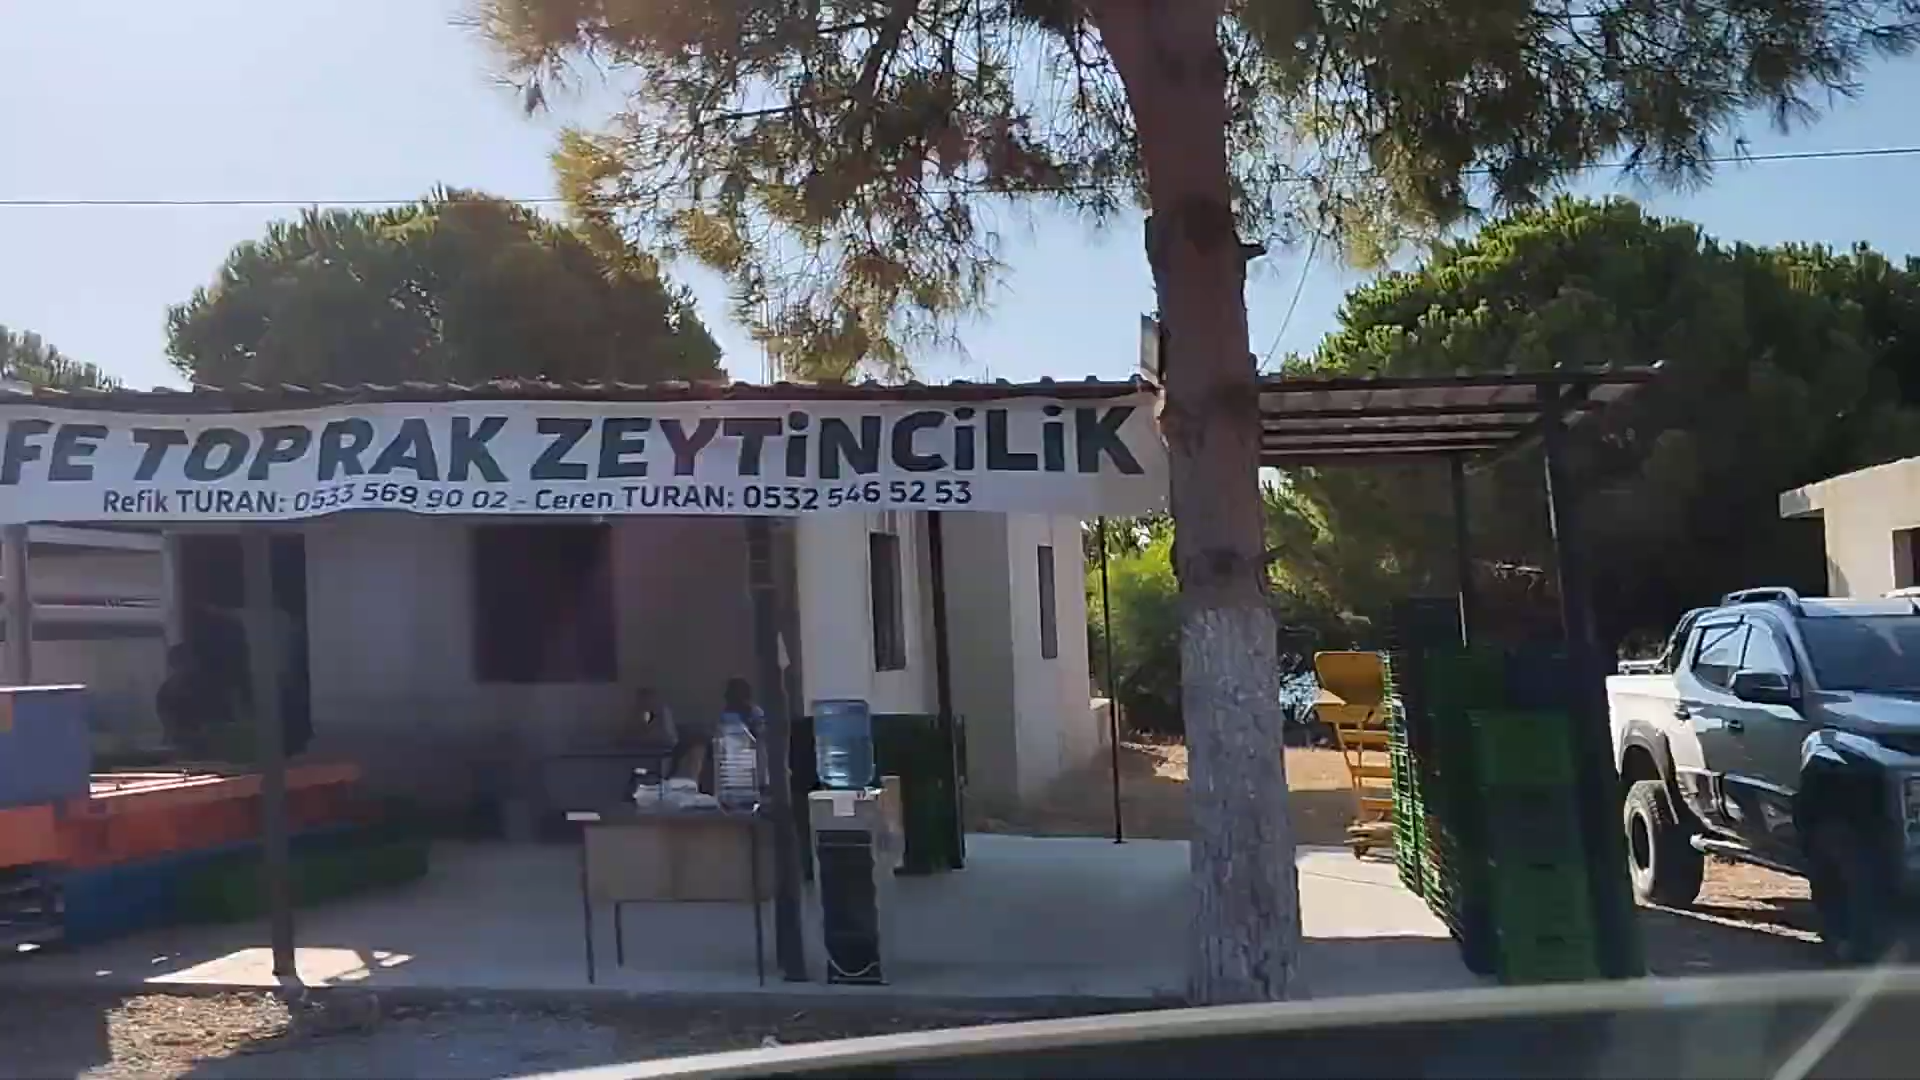 FE TOPRAK ZEYTİNCİLİK
Refik TURAN: 0533 569 90 02 - Ceren TURAN: 0532 546 52 53